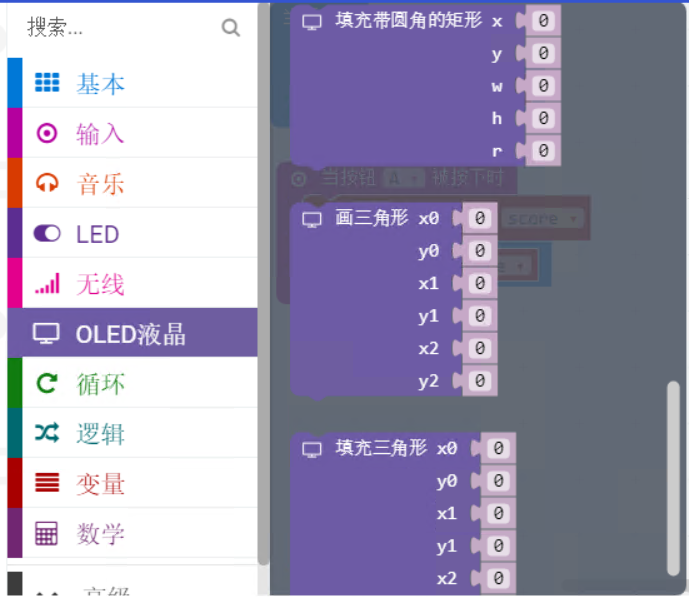 搜索...
基本
输入
音乐
LED
无线
OLED液晶
循环
逻辑
变量
数学
高级
填充带圆角的矩形 x 0
y 0
w 0
h 0
r 0
当按钮 A 被按下时
画三角形 x0 0 score
y0 0
x1 0
y1 0
x2 0
y2 0
填充三角形 x0 0
y0 0
x1 0
y1 0
x2 0